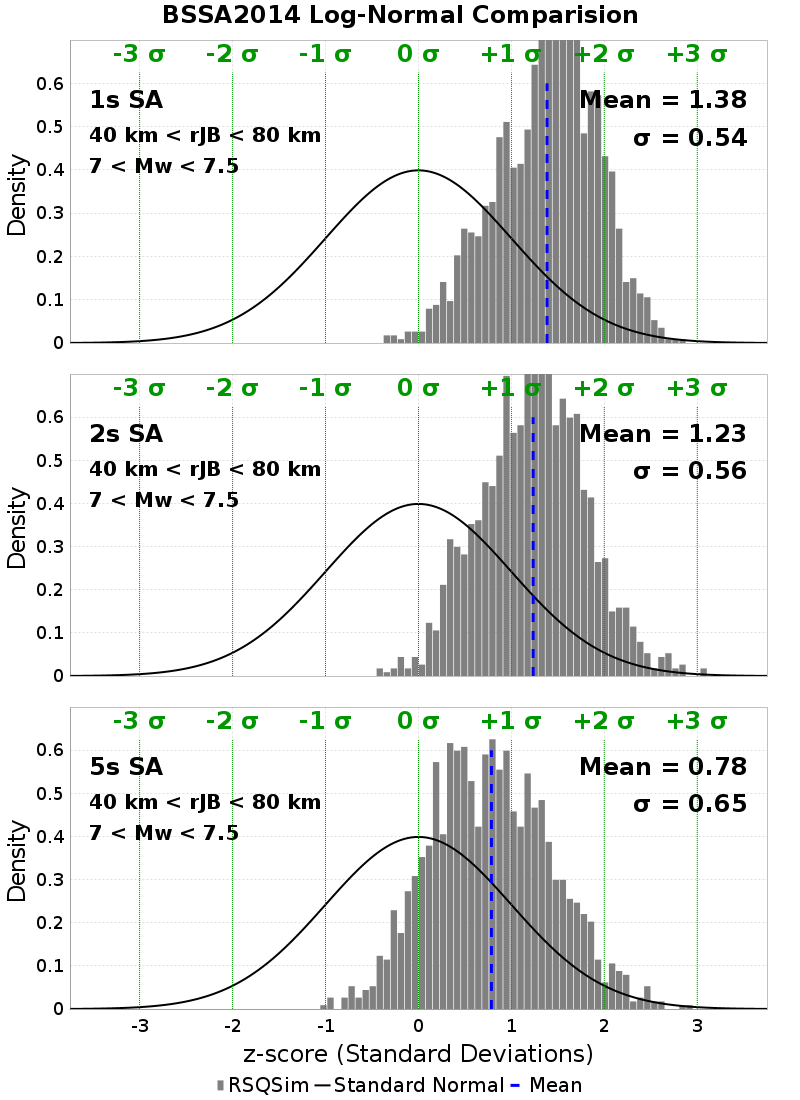 BSSA2014 Log-Normal Comparision
-3 σ -2 σ -1 σ 0 σ +1 σ +2 σ +3 σ
0.6
1s SA Mean = 1.38
0.5
40 km < rJB < 80 km σ = 0.54
7 < Mw < 7.5
0.4
0.3
0.2
0.1
0
Density
-3 σ -2 σ -1 σ 0 σ +1 σ +2 σ +3 σ
0.6
2s SA Mean = 1.23
0.5
40 km < rJB < 80 km σ = 0.56
7 < Mw < 7.5
0.4
0.3
0.2
0.1
0
Density
-3 σ -2 σ -1 σ 0 σ +1 σ +2 σ +3 σ
0.6
5s SA Mean = 0.78
0.5
40 km < rJB < 80 km σ = 0.65
7 < Mw < 7.5
0.4
0.3
0.2
0.1
0
Density
-3 -2 -1 0 1 2 3
z-score (Standard Deviations)
RSQSim Standard Normal Mean